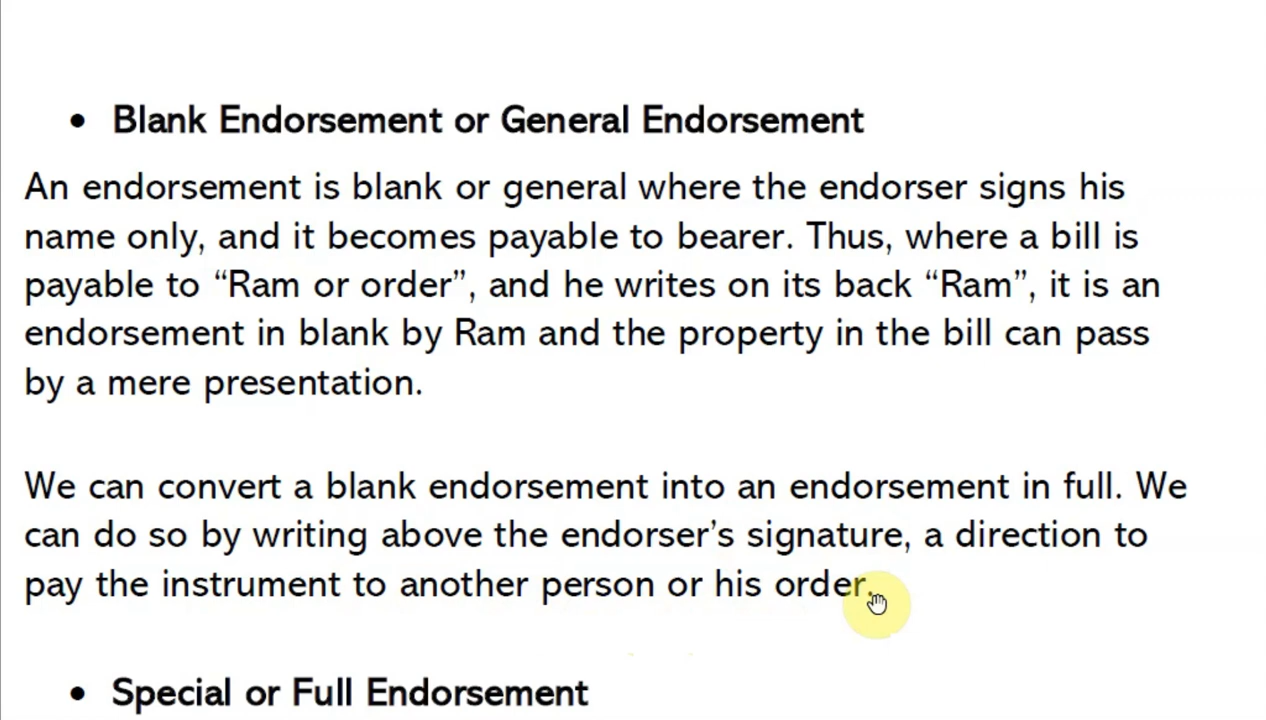 • Blank Endorsement or General Endorsement
An endorsement is blank or general where the endorser signs his
name only, and it becomes payable to bearer. Thus, where a bill is
payable to “Ram or order”, and he writes on its back “Ram”, it is an
endorsement in blank by Ram and the property in the bill can pass
by a mere presentation.
We can convert a blank endorsement into an endorsement in full. We
can do so by writing above the endorser’s signature, a direction to
pay the instrument to another person or his order.
• Special or Full Endorsement